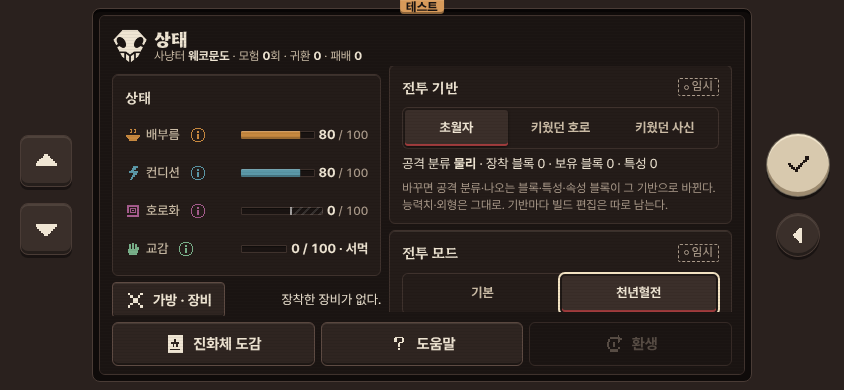 테스트
상태
사냥터 웨코문도 · 모험 0회 · 귀환 0 · 패배 0
상태
배부름 80 / 100
컨디션 80 / 100
호로화 0 / 100
교감 0 / 100 · 서먹
가방 · 장비
장착한 장비가 없다.
전투 기반
임시
초월자
키웠던 호로
키웠던 사신
공격 분류 물리 · 장착 블록 0 · 보유 블록 0 · 특성 0
바꾸면 공격 분류·나오는 블록·특성·속성 블록이 그 기반으로 바뀐다.
능력치·외형은 그대로. 기반마다 빌드 편집은 따로 남는다.
전투 모드
임시
기본
천년혈전
진화체 도감
? 도움말
환생